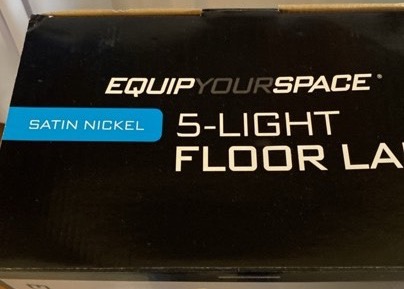 EQUIPYOURSPACE®
SATIN NICKEL
5-LIGHT
FLOOR LA